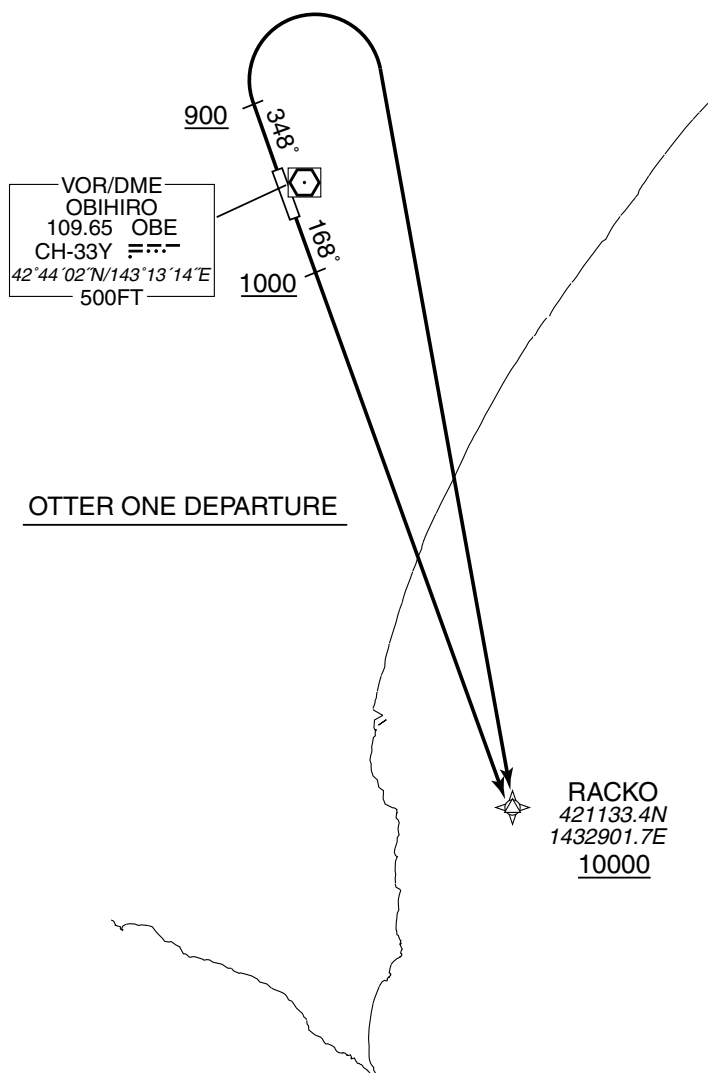 900
348°
VOR/DME
OBIHIRO
109.65 OBE
CH-33Y
42°44´02˝N/143°13´14˝E
500FT
168°
1000
OTTER ONE DEPARTURE
RACKO
421133.4N
1432901.7E
10000